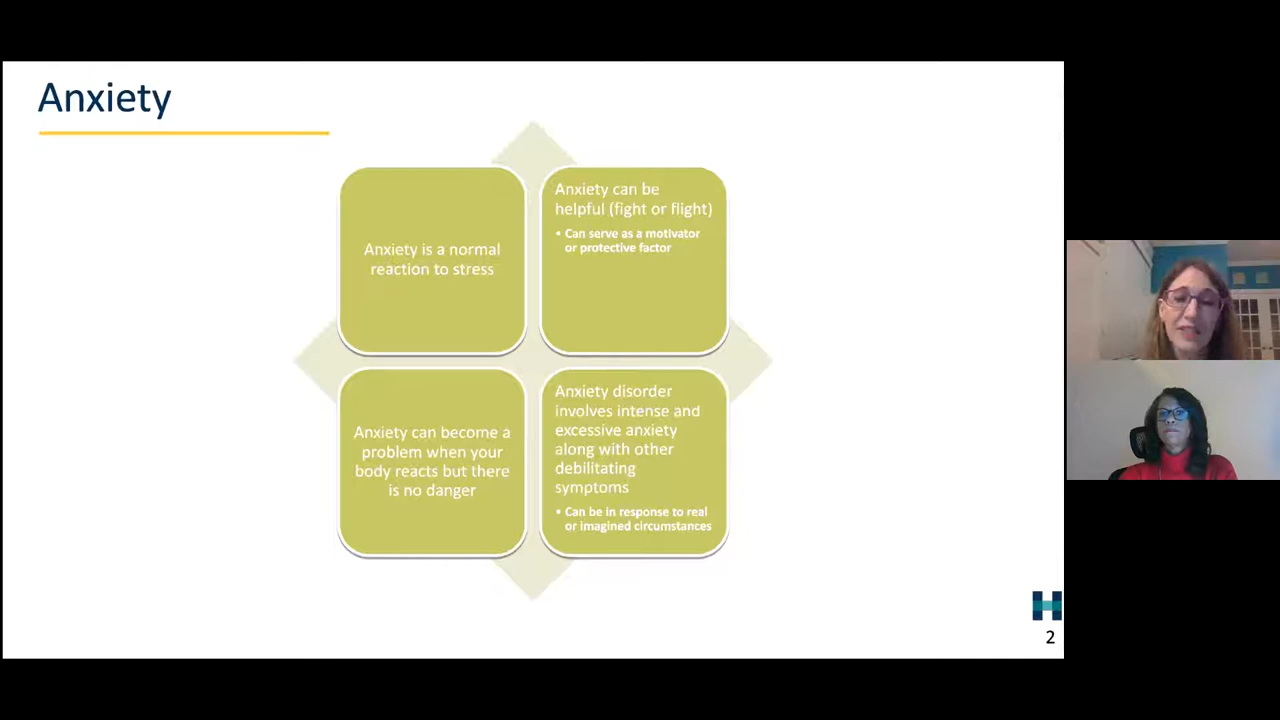 Anxiety
Anxiety is a normal
reaction to stress
Anxiety can be
helpful (fight or flight)
• Can serve as a motivator
or protective factor
Anxiety can become a
problem when your
body reacts but there
is no danger
Anxiety disorder
involves intense and
excessive anxiety
along with other
debilitating
symptoms
• Can be in response to real
or imagined circumstances
H
2